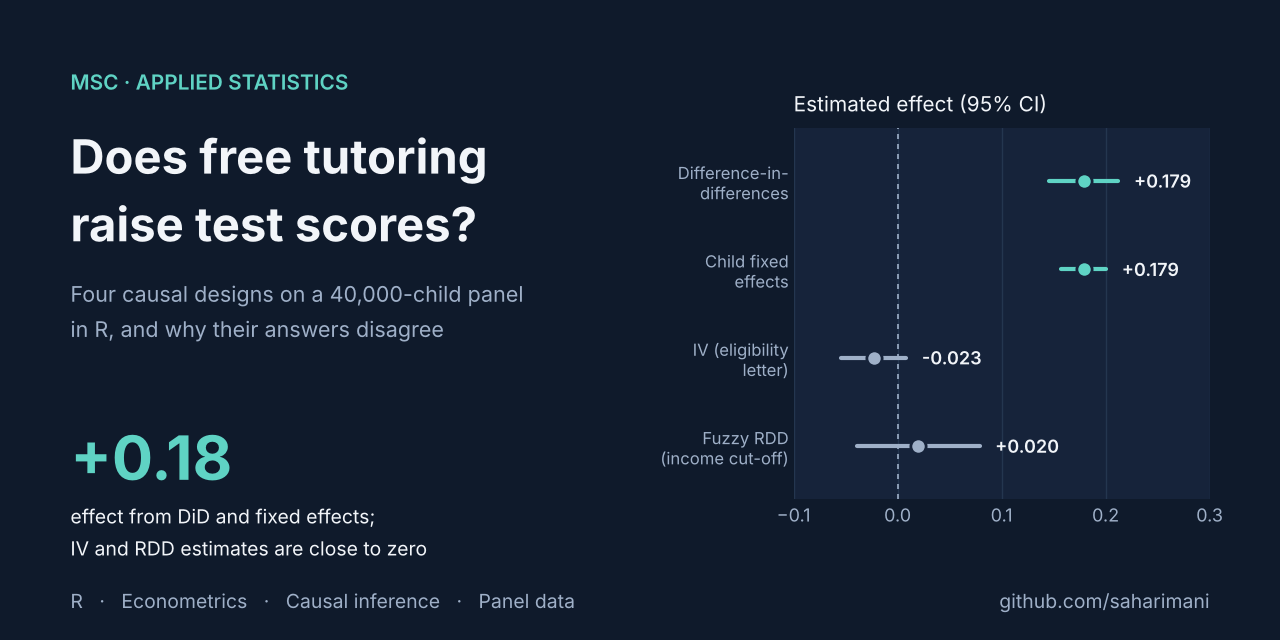 MSC · APPLIED STATISTICS
Does free tutoring
raise test scores?
Four causal designs on a 40,000-child panel
in R, and why their answers disagree
+0.18
effect from DiD and fixed effects;
IV and RDD estimates are close to zero
Estimated effect (95% CI)
Difference-in-
differences
+0.179
Child fixed
effects
+0.179
IV (eligibility
letter)
-0.023
Fuzzy RDD
(income cut-off)
+0.020
−0.1 0.0 0.1 0.2 0.3
R · Econometrics · Causal inference · Panel data
github.com/saharimani